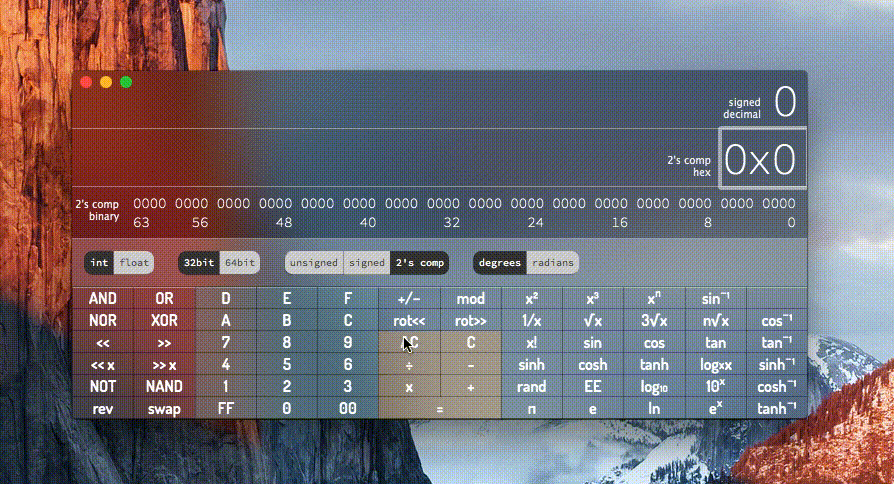 signed decimal 0
2's comp hex 0x0
2's comp binary 0000 0000 0000 0000 0000 0000 0000 0000 0000 0000 0000 0000 0000 0000 0000 0000
63 56 48 40 32 24 16 8 0
int float 32bit 64bit unsigned signed 2's comp degrees radians
AND OR D E F +/− mod x² x³ xⁿ sin⁻¹
NOR XOR A B C rot<< rot>> 1/x √x 3√x n√x cos⁻¹
<< >> 7 8 9 C C x! sin cos tan tan⁻¹
<< x >> x 4 5 6 ÷ - sinh cosh tanh log×x sinh⁻¹
NOT NAND 1 2 3 x + rand EE log₁₀ 10ˣ cosh⁻¹
rev swap FF 0 00 = π e ln eˣ tanh⁻¹